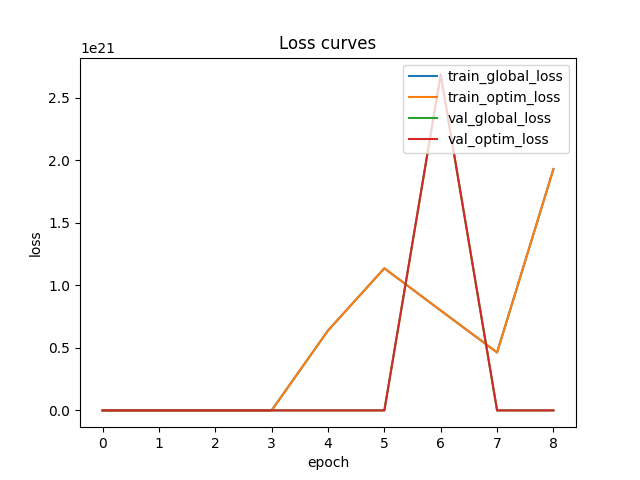 Loss curves
1e21
train_global_loss
train_optim_loss
val_global_loss
val_optim_loss
2.5
2.0
1.5
1.0
0.5
0.0
loss
0 1 2 3 4 5 6 7 8
epoch